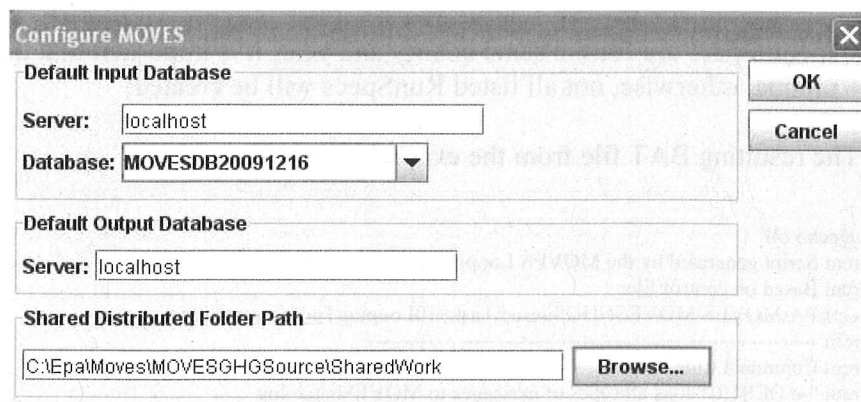 Configure MOVES
Default Input Database
OK
Server: localhost
Cancel
Database: MOVESDB20091216
Default Output Database
Server: localhost
Shared Distributed Folder Path
C:\Epa\Moves\MOVESGHGSource\SharedWork
Browse...